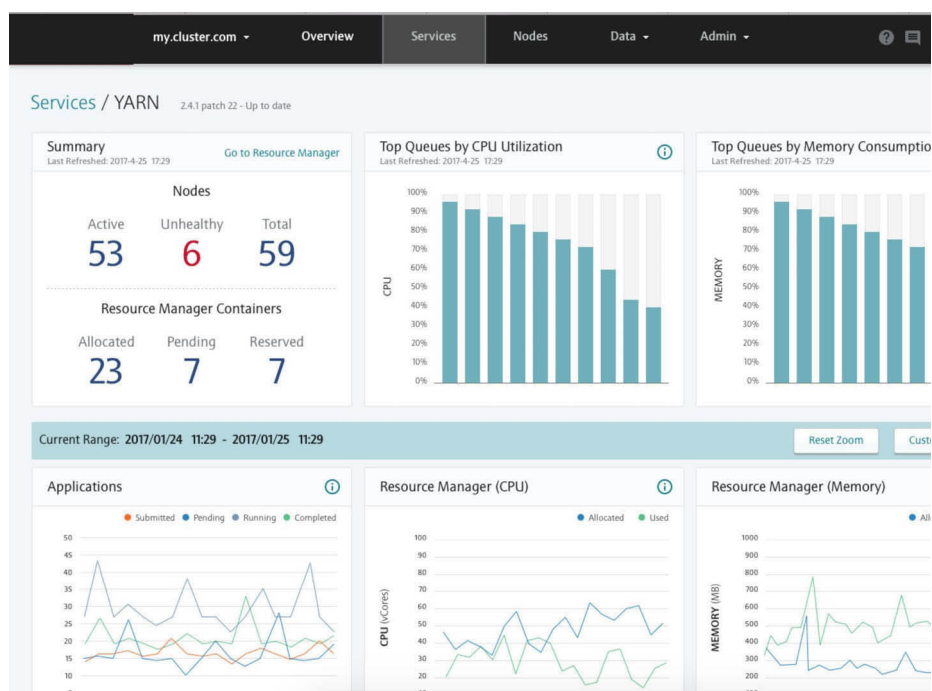 my.cluster.com Overview Services Nodes Data Admin
Services / YARN 2.4.1 patch 22 - Up to date
Summary
Last Refreshed: 2017-4-25 17:29
Go to Resource Manager
Nodes
Active Unhealthy Total
53 6 59
Resource Manager Containers
Allocated Pending Reserved
23 7 7
Top Queues by CPU Utilization
Last Refreshed: 2017-4-25 17:29
100%
90%
80%
70%
60%
50%
40%
30%
20%
10%
0%
CPU
Top Queues by Memory Consumptio
Last Refreshed: 2017-4-25 17:29
100%
90%
80%
70%
60%
50%
40%
30%
20%
10%
0%
MEMORY
Current Range: 2017/01/24 11:29 - 2017/01/25 11:29
Reset Zoom
Applications
Submitted Pending Running Completed
50
45
40
35
30
25
20
15
10
Resource Manager (CPU)
Allocated Used
100
90
80
70
60
50
40
30
20
CPU (vCores)
Resource Manager (Memory)
1000
900
800
700
600
500
400
300
200
MEMORY (MB)